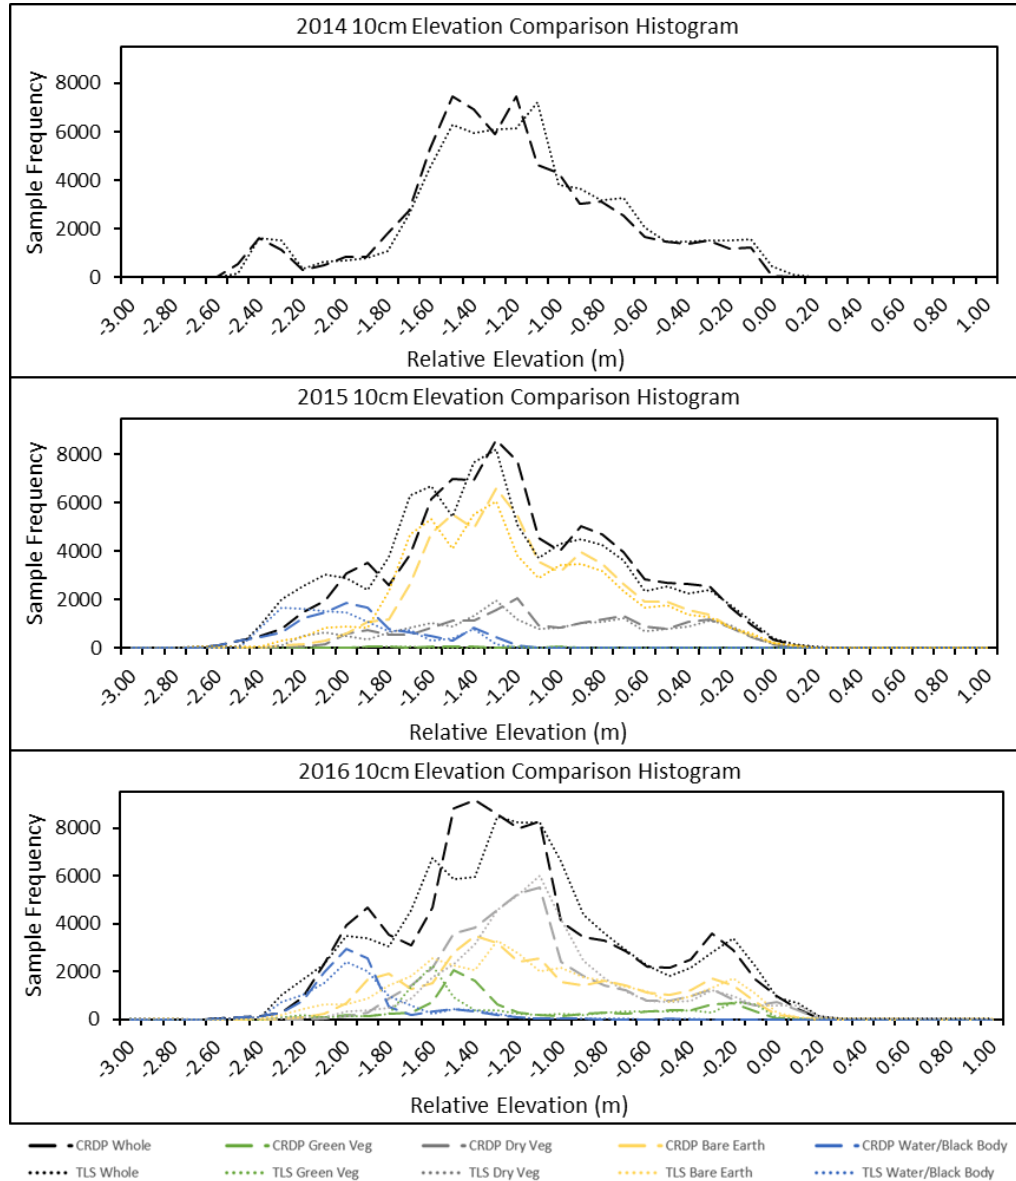 2014 10cm Elevation Comparison Histogram
Sample Frequency
8000
6000
4000
2000
0
-3.00 -2.80 -2.60 -2.40 -2.20 -2.00 -1.80 -1.60 -1.40 -1.20 -1.00 -0.80 -0.60 -0.40 -0.20 0.00 0.20 0.40 0.60 0.80 1.00
Relative Elevation (m)
2015 10cm Elevation Comparison Histogram
Sample Frequency
8000
6000
4000
2000
0
-3.00 -2.80 -2.60 -2.40 -2.20 -2.00 -1.80 -1.60 -1.40 -1.20 -1.00 -0.80 -0.60 -0.40 -0.20 0.00 0.20 0.40 0.60 0.80 1.00
Relative Elevation (m)
2016 10cm Elevation Comparison Histogram
Sample Frequency
8000
6000
4000
2000
0
-3.00 -2.80 -2.60 -2.40 -2.20 -2.00 -1.80 -1.60 -1.40 -1.20 -1.00 -0.80 -0.60 -0.40 -0.20 0.00 0.20 0.40 0.60 0.80 1.00
Relative Elevation (m)
CRDP Whole CRDP Green Veg CRDP Dry Veg CRDP Bare Earth CRDP Water/Black Body
TLS Whole TLS Green Veg TLS Dry Veg TLS Bare Earth TLS Water/Black Body